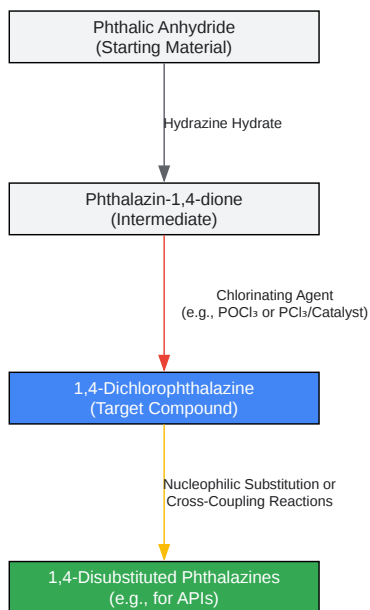 Phthalic Anhydride
(Starting Material)
Hydrazine Hydrate
Phthalazin-1,4-dione
(Intermediate)
Chlorinating Agent
(e.g., POCl₃ or PCl₃/Catalyst)
1,4-Dichlorophthalazine
(Target Compound)
Nucleophilic Substitution or
Cross-Coupling Reactions
1,4-Disubstituted Phthalazines
(e.g., for APIs)